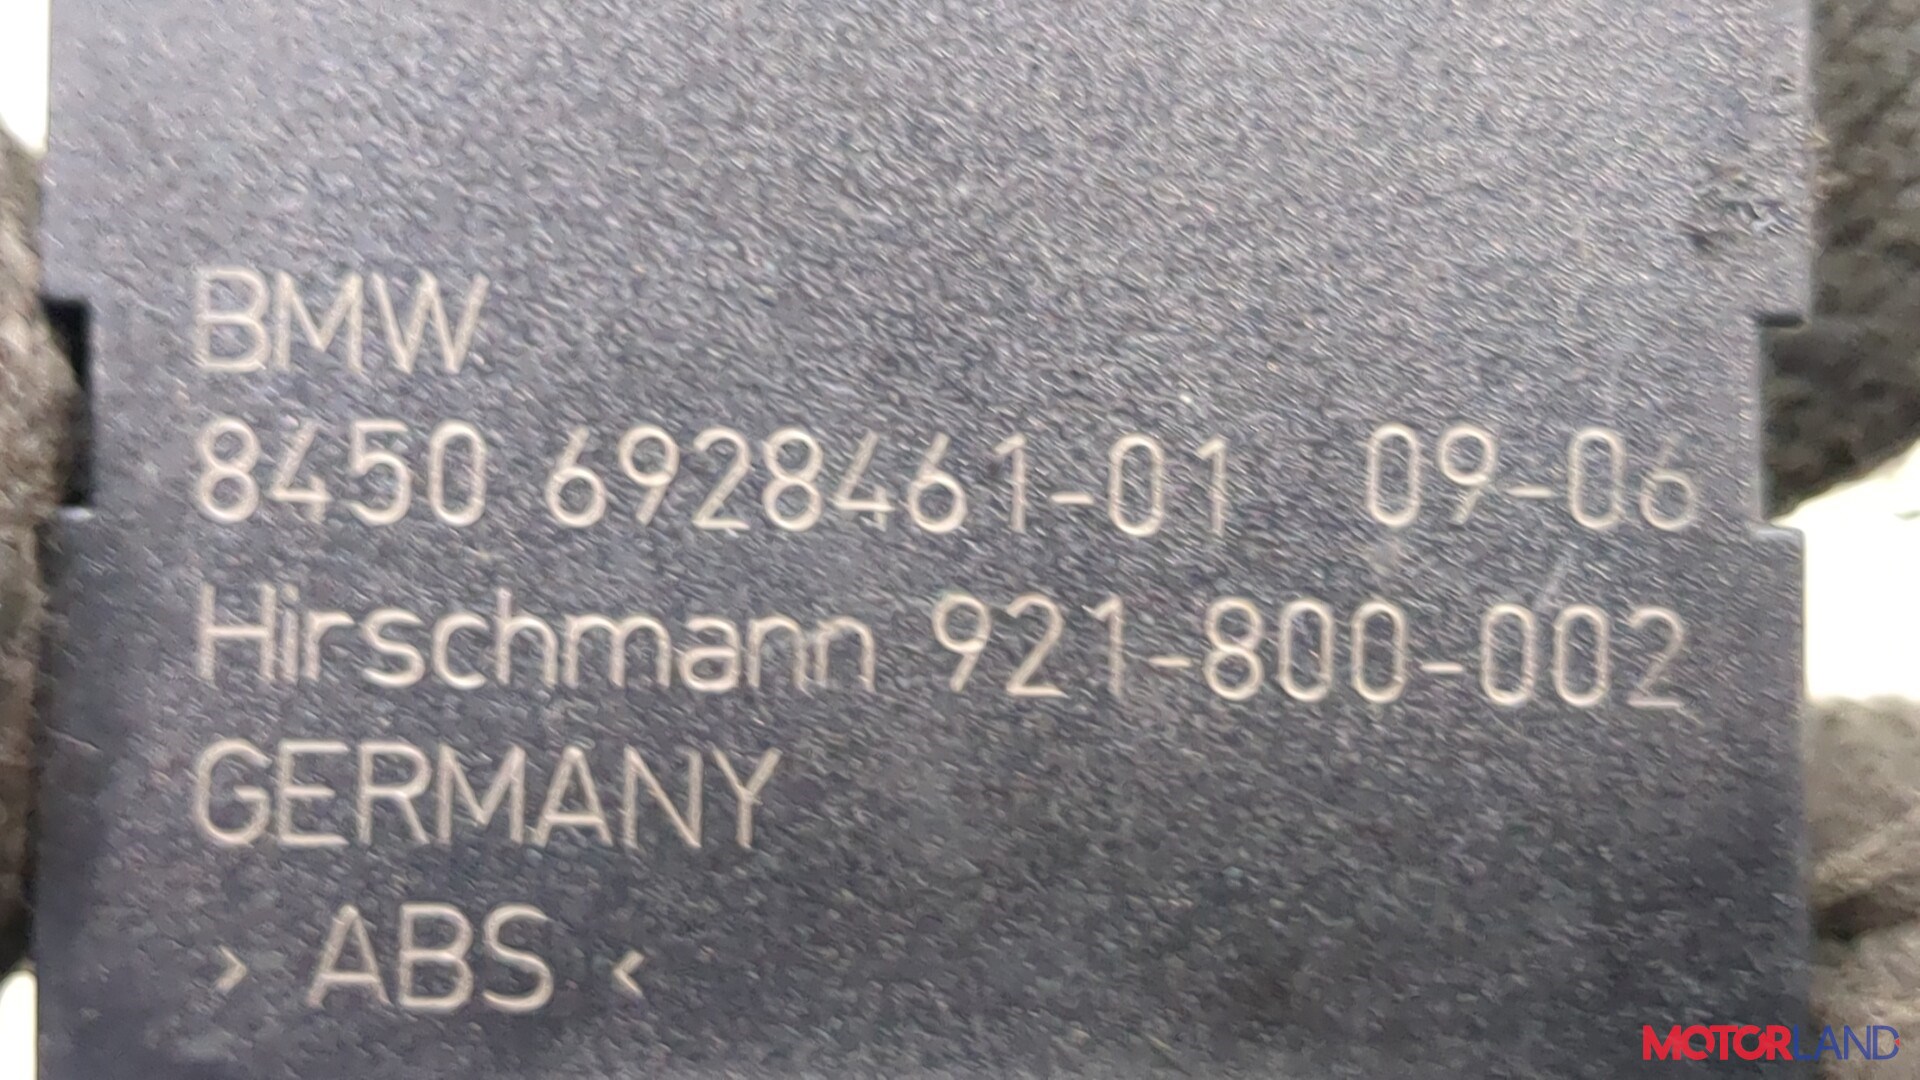 BMW
8450 6928461-01 09-06
Hirschmann 921-800-002
GERMANY
› ABS ‹
MOTORLAND